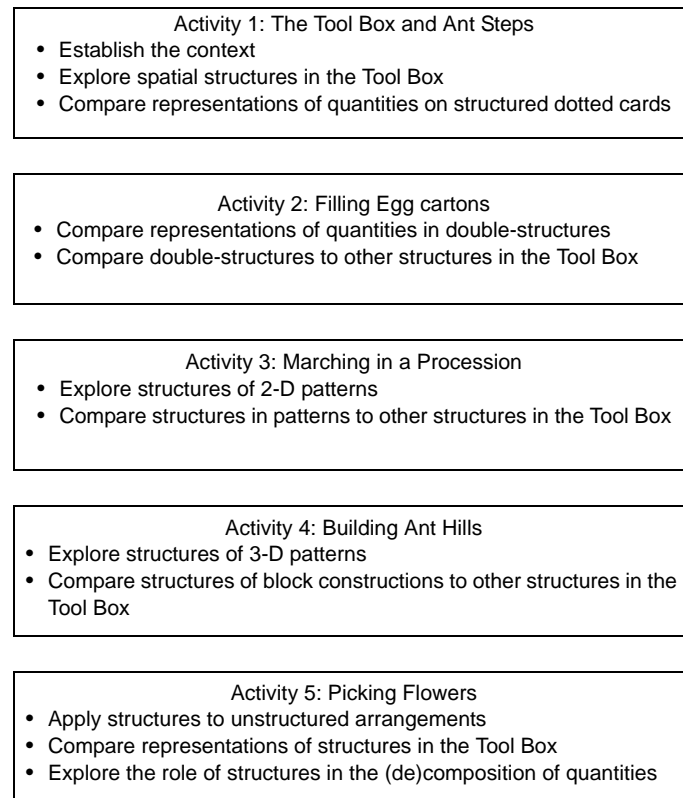 Activity 1: The Tool Box and Ant Steps
• Establish the context
• Explore spatial structures in the Tool Box
• Compare representations of quantities on structured dotted cards
Activity 2: Filling Egg cartons
• Compare representations of quantities in double-structures
• Compare double-structures to other structures in the Tool Box
Activity 3: Marching in a Procession
• Explore structures of 2-D patterns
• Compare structures in patterns to other structures in the Tool Box
Activity 4: Building Ant Hills
• Explore structures of 3-D patterns
• Compare structures of block constructions to other structures in the
Tool Box
Activity 5: Picking Flowers
• Apply structures to unstructured arrangements
• Compare representations of structures in the Tool Box
• Explore the role of structures in the (de)composition of quantities